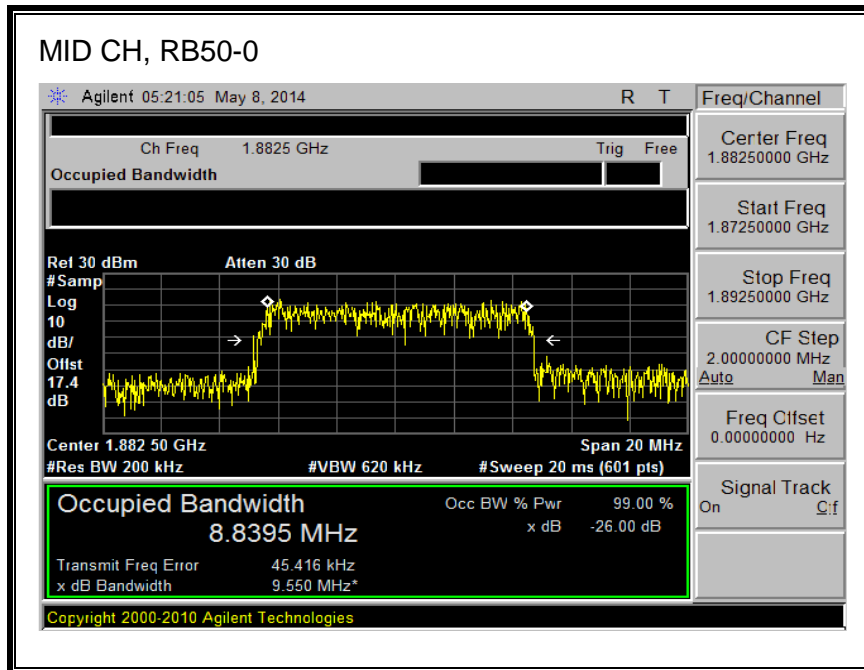 MID CH, RB50-0
Agilent 05:21:05 May 8, 2014 R T
Freq/Channel
Ch Freq 1.8825 GHz Trig Free
Occupied Bandwidth
Center Freq
1.88250000 GHz
Start Freq
1.87250000 GHz
Stop Freq
1.89250000 GHz
CF Step
2.00000000 MHz
Auto Man
Freq Offset
0.00000000 Hz
Signal Track
On Off
Ref 30 dBm Atten 30 dB
#Samp
Log
10
dB/
Offst
17.4
dB
Center 1.882 50 GHz Span 20 MHz
#Res BW 200 kHz #VBW 620 kHz #Sweep 20 ms (601 pts)
Occupied Bandwidth
8.8395 MHz
Occ BW % Pwr 99.00 %
x dB -26.00 dB
Transmit Freq Error 45.416 kHz
x dB Bandwidth 9.550 MHz*
Copyright 2000-2010 Agilent Technologies